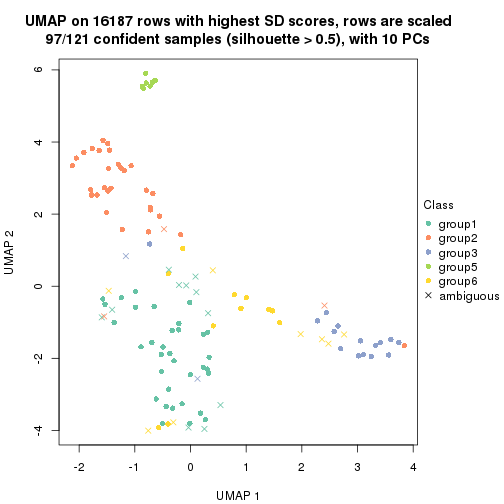 UMAP on 16187 rows with highest SD scores, rows are scaled
97/121 confident samples (silhouette > 0.5), with 10 PCs
6
4
2
0
-2
-4
UMAP 2
-2
-1
0
1
2
3
4
UMAP 1
Class
group1
group2
group3
group5
group6
ambiguous